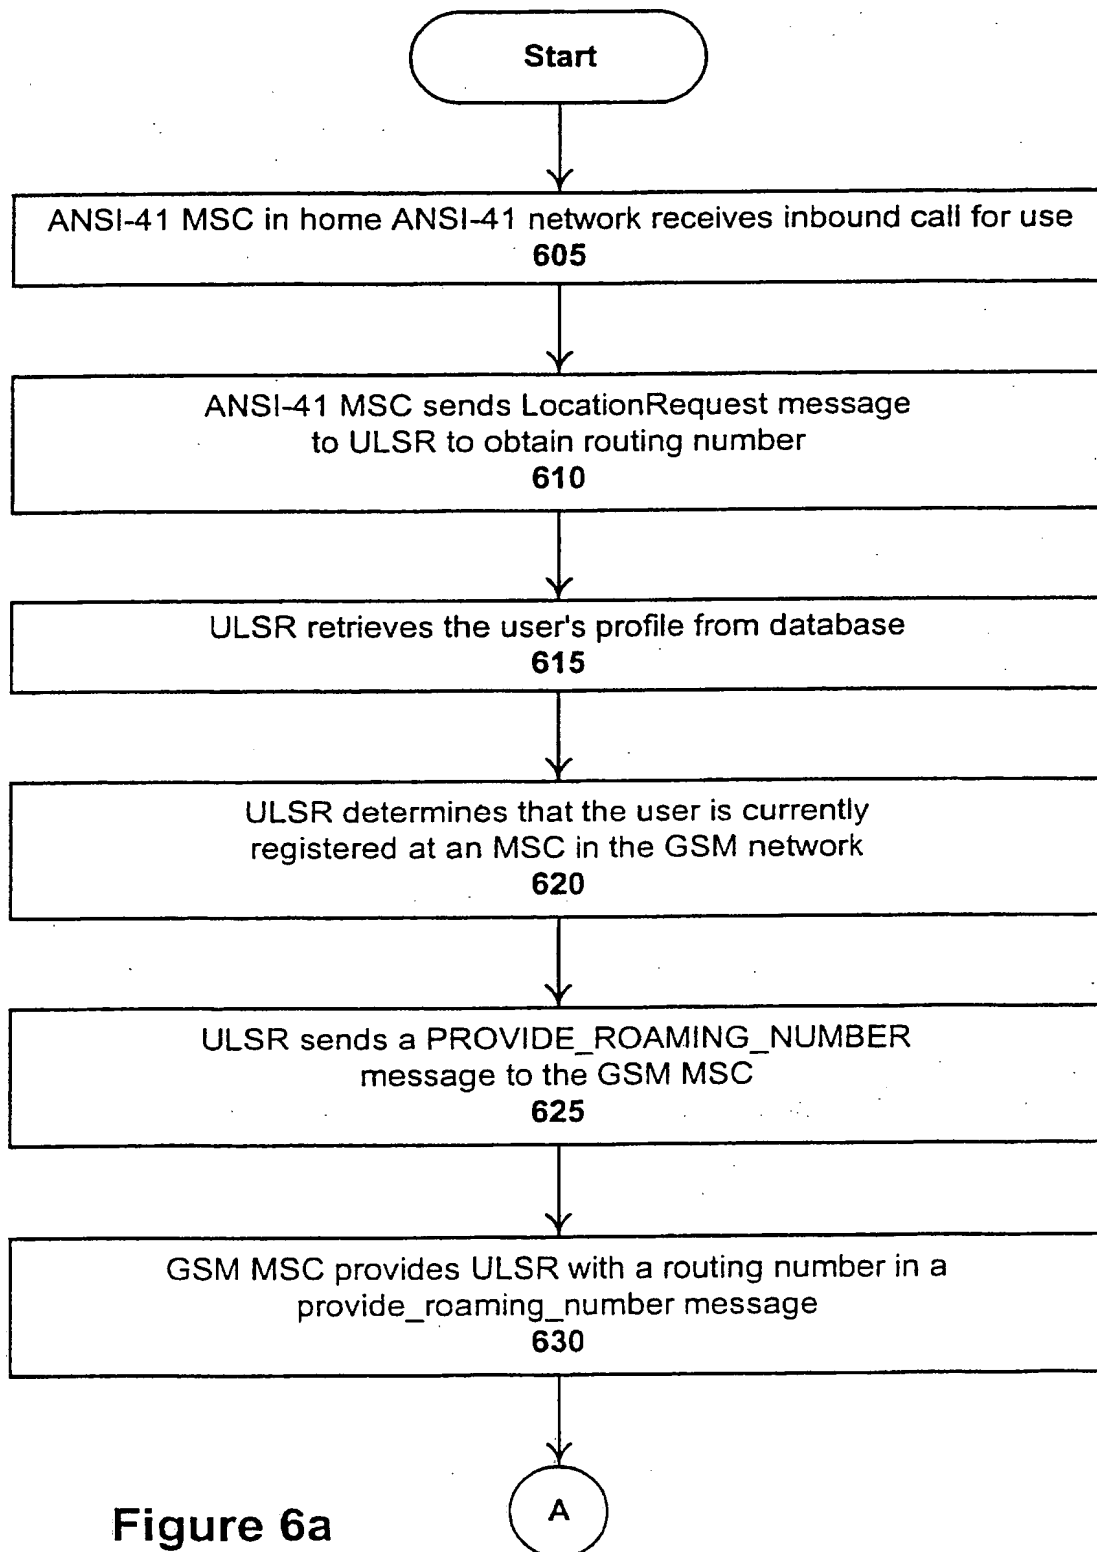 Start
ANSI-41 MSC in home ANSI-41 network receives inbound call for use
605
ANSI-41 MSC sends LocationRequest message
to ULSR to obtain routing number
610
ULSR retrieves the user's profile from database
615
ULSR determines that the user is currently
registered at an MSC in the GSM network
620
ULSR sends a PROVIDE_ROAMING_NUMBER
message to the GSM MSC
625
GSM MSC provides ULSR with a routing number in a
provide_roaming_number message
630
A
Figure 6a